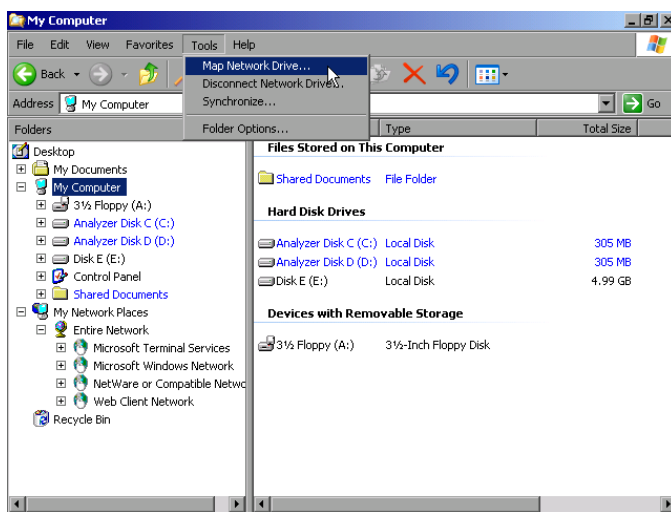 My Computer
File Edit View Favorites Tools Help
Map Network Drive...
Disconnect Network Drive...
Synchronize...
Folder Options...
Back
Address My Computer Go
Folders Type Total Size
Desktop
My Documents
My Computer
3½ Floppy (A:)
Analyzer Disk C (C:)
Analyzer Disk D (D:)
Disk E (E:)
Control Panel
Shared Documents
My Network Places
Entire Network
Microsoft Terminal Services
Microsoft Windows Network
NetWare or Compatible Netwo
Web Client Network
Recycle Bin
Files Stored on This Computer
Shared Documents File Folder
Hard Disk Drives
Analyzer Disk C (C:) Local Disk 305 MB
Analyzer Disk D (D:) Local Disk 305 MB
Disk E (E:) Local Disk 4.99 GB
Devices with Removable Storage
3½ Floppy (A:) 3½-Inch Floppy Disk